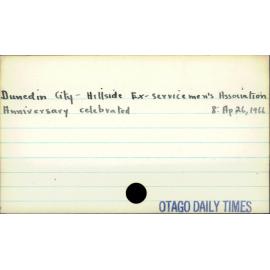 Dunedin City - Hillside Ex-servicemen's Association
Anniversary celebrated 8: Ap 26, 1966
OTAGO DAILY TIMES